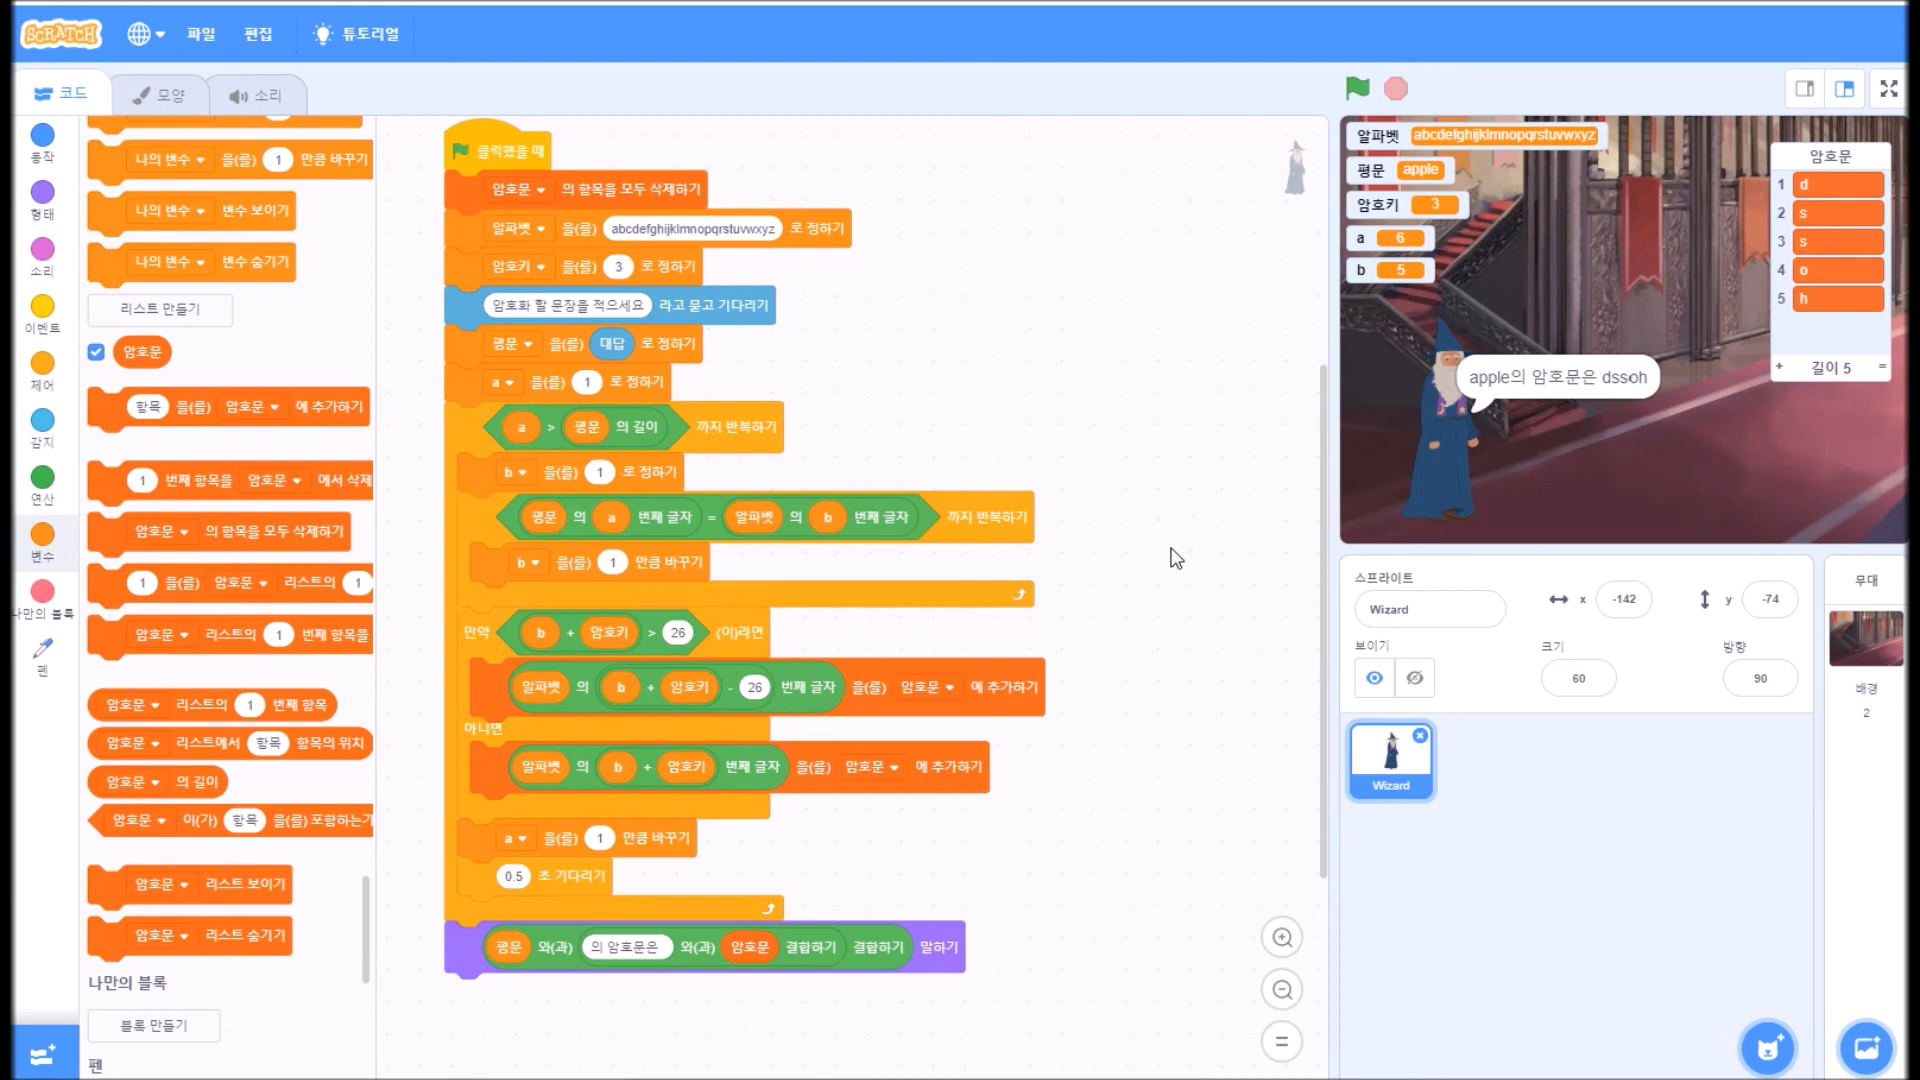 SCRATCH 파일 편집 튜토리얼
코드 모양 소리
동작
형태
소리
이벤트
제어
감지
연산
변수
나만의 블록
펜
나의 변수 을(를) 1 만큼 바꾸기
나의 변수 변수 보이기
나의 변수 변수 숨기기
리스트 만들기
암호문
항목 을(를) 암호문 에 추가하기
1 번째 항목을 암호문 에서 삭제
암호문 의 항목을 모두 삭제하기
1 을(를) 암호문 리스트의 1
암호문 리스트의 1 번째 항목을
암호문 리스트의 1 번째 항목
암호문 리스트에서 항목 항목의 위치
암호문 의 길이
암호문 이(가) 항목 을(를) 포함하는가
암호문 리스트 보이기
암호문 리스트 숨기기
나만의 블록
블록 만들기
펜
클릭했을 때
암호문 의 항목을 모두 삭제하기
알파벳 을(를) abcdefghijklmnopqrstuvwxyz 로 정하기
암호키 을(를) 3 로 정하기
암호화 할 문장을 적으세요 라고 묻고 기다리기
평문 을(를) 대답 로 정하기
a 을(를) 1 로 정하기
a > 평문 의 길이 까지 반복하기
b 을(를) 1 로 정하기
평문 의 a 번째 글자 = 알파벳 의 b 번째 글자 까지 반복하기
b 을(를) 1 만큼 바꾸기
만약 b + 암호키 > 26 (이)라면
알파벳 의 b + 암호키 - 26 번째 글자 을(를) 암호문 에 추가하기
아니면
알파벳 의 b + 암호키 번째 글자 을(를) 암호문 에 추가하기
a 을(를) 1 만큼 바꾸기
0.5 초 기다리기
평문 와(과) 의 암호문은 와(과) 암호문 결합하기 결합하기 말하기
알파벳 abcdefghijklmnopqrstuvwxyz
평문 apple
암호키 3
a 6
b 5
암호문
1 d
2 s
3 s
4 o
5 h
+ 길이 5 =
apple의 암호문은 dssoh
스프라이트
Wizard
x -142
y -74
보이기
크기
60
방향
90
Wizard
무대
배경
2